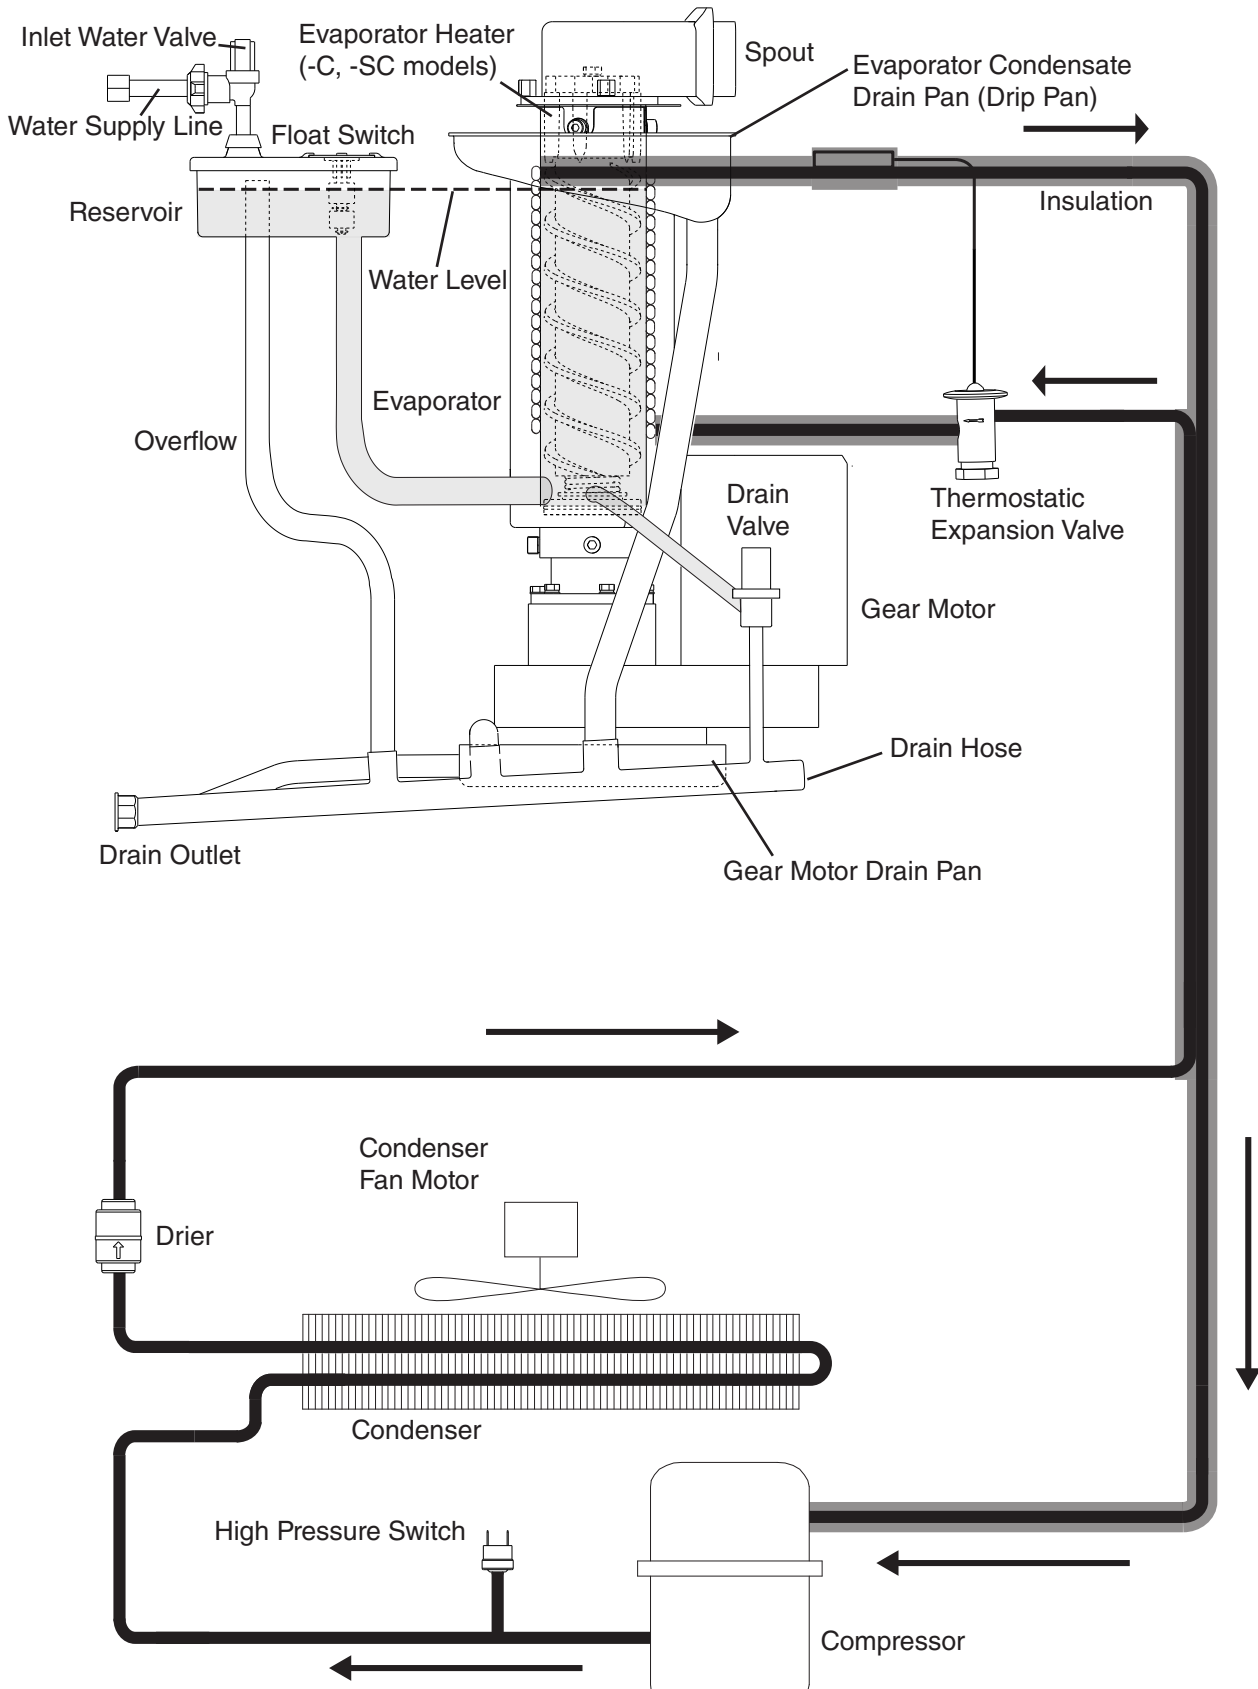 Inlet Water Valve
Evaporator Heater
(-C, -SC models)
Spout
Evaporator Condensate
Drain Pan (Drip Pan)
Water Supply Line
Float Switch
Reservoir
Insulation
Water Level
Evaporator
Overflow
Drain
Valve
Thermostatic
Expansion Valve
Gear Motor
Drain Hose
Drain Outlet
Gear Motor Drain Pan
Condenser
Fan Motor
Drier
Condenser
High Pressure Switch
Compressor